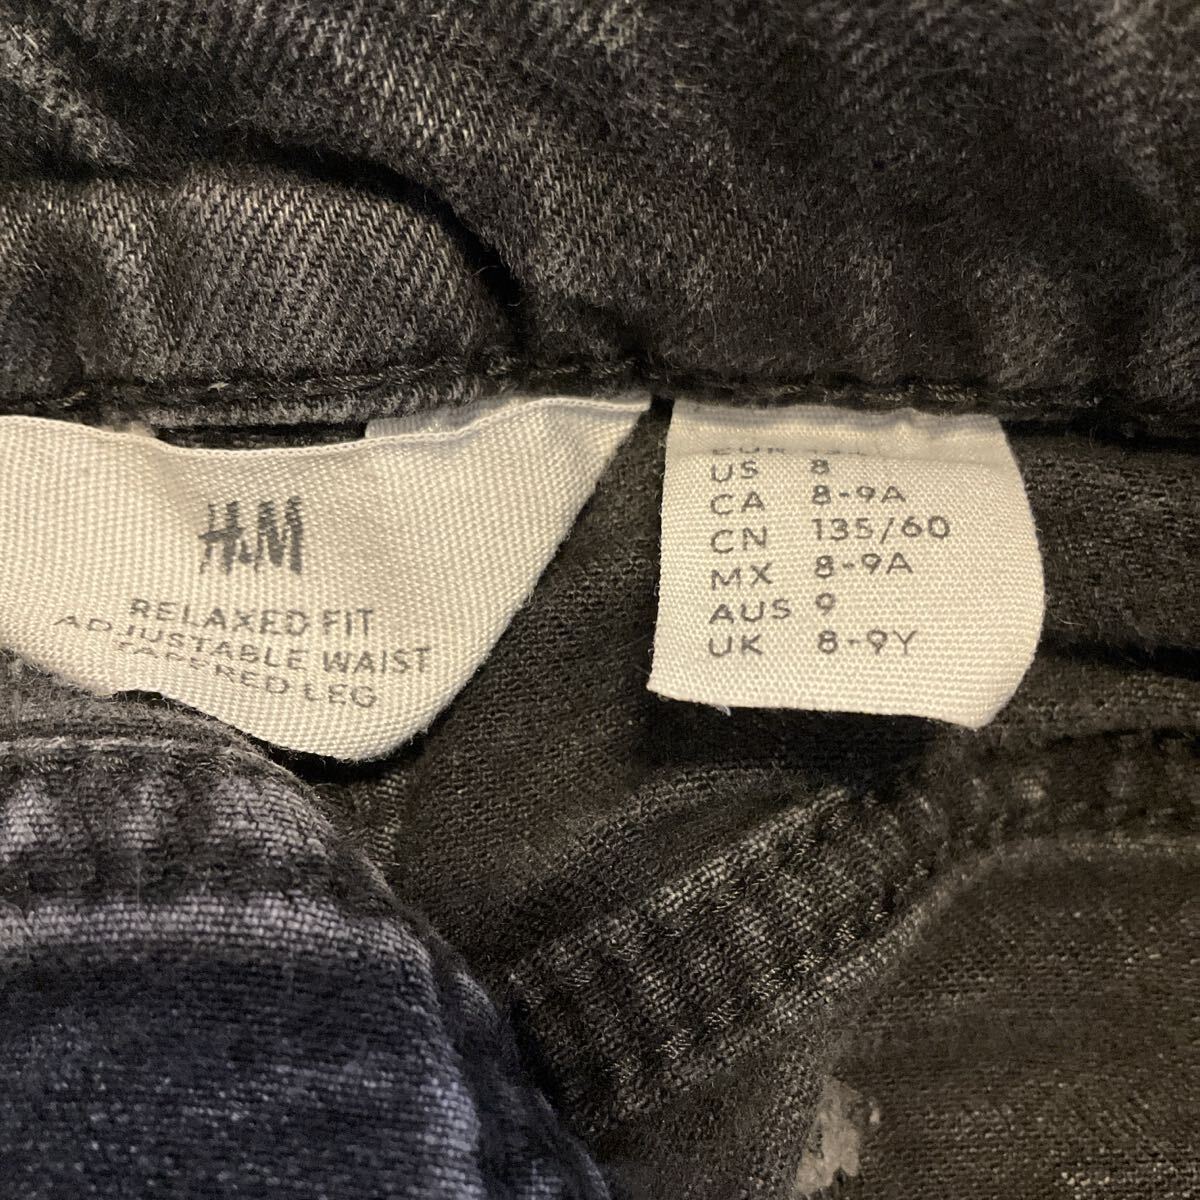 H&M
RELAXED FIT
ADJUSTABLE WAIST
TAPERED LEG
EUR
US 8
CA 8-9A
CN 135/60
MX 8-9A
AUS 9
UK 8-9Y